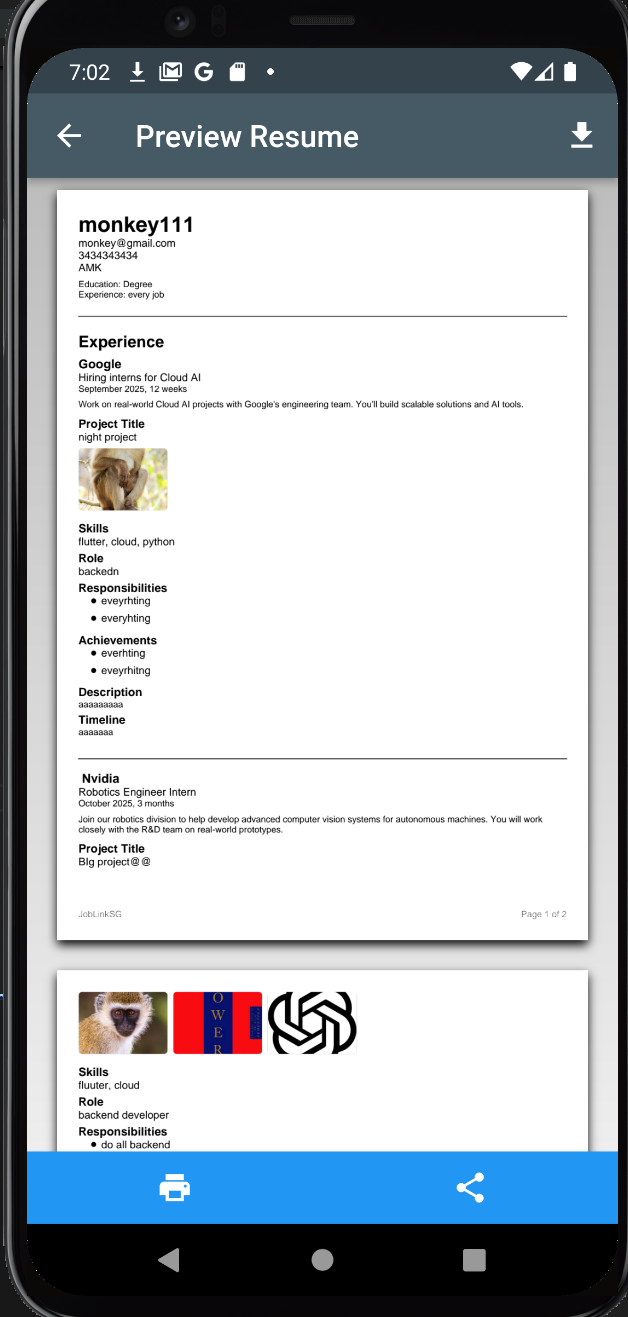 7:02
Preview Resume
monkey111
monkey@gmail.com
3434343434
AMK
Education: Degree
Experience: every job
Experience
Google
Hiring interns for Cloud AI
September 2025, 12 weeks
Work on real-world Cloud AI projects with Google's engineering team. You'll build scalable solutions and AI tools.
Project Title
night project
Skills
flutter, cloud, python
Role
backedn
Responsibilities
● eveyrhting
● everyhting
Achievements
● everhting
● eveyrhitng
Description
aaaaaaaaa
Timeline
aaaaaaa
Nvidia
Robotics Engineer Intern
October 2025, 3 months
Join our robotics division to help develop advanced computer vision systems for autonomous machines. You will work
closely with the R&D team on real-world prototypes.
Project Title
BIg project@@
JobLinkSG Page 1 of 2
O
W
E
R
Skills
fluuter, cloud
Role
backend developer
Responsibilities
● do all backend